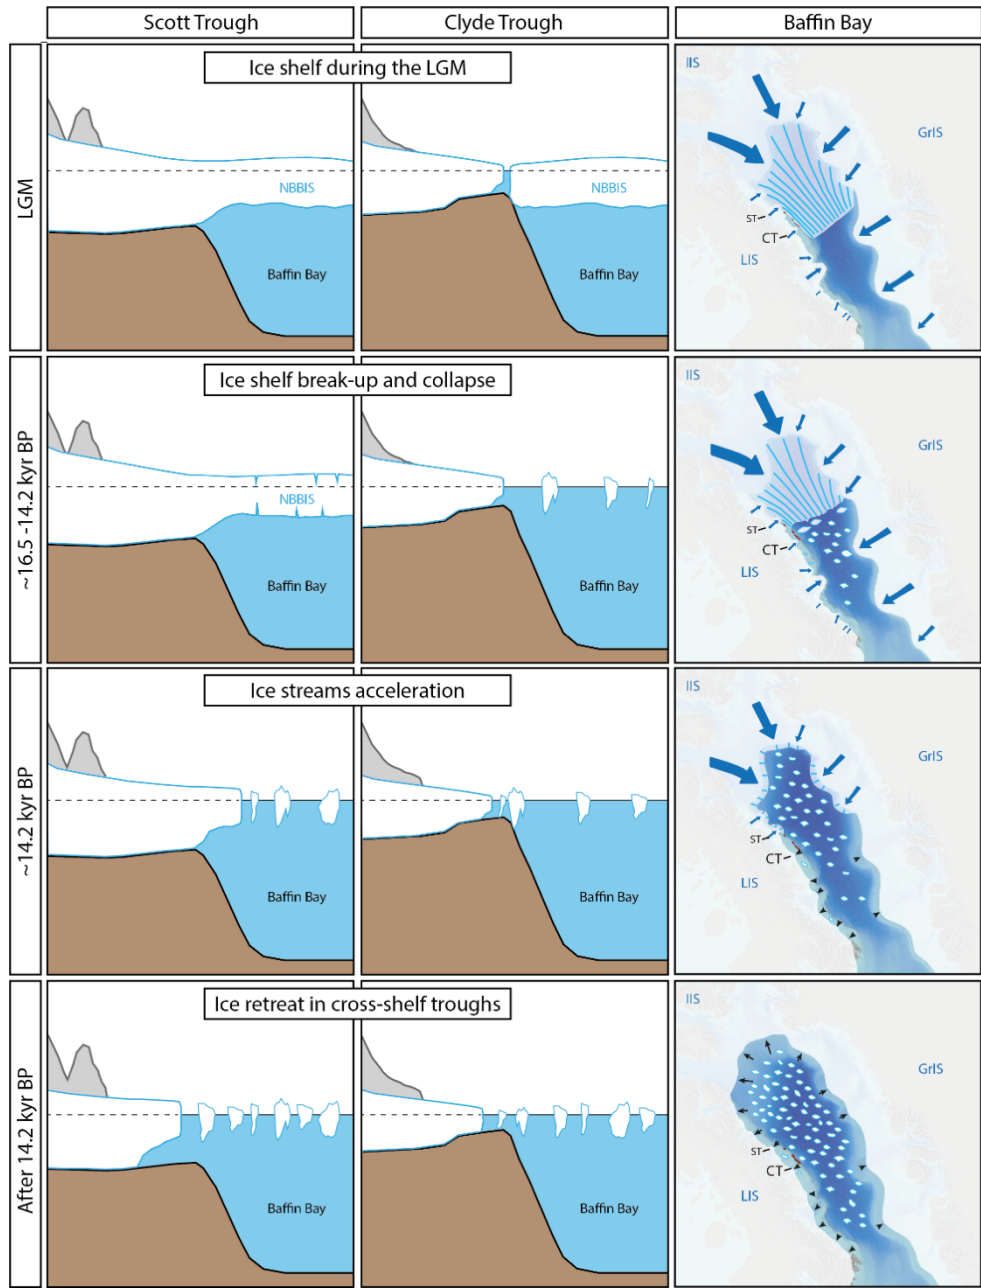 Scott Trough
Clyde Trough
Baffin Bay
LGM
Ice shelf during the LGM
NBBIS
Baffin Bay
NBBIS
Baffin Bay
IIS
GrIS
ST
CT
LIS
~16.5 -14.2 kyr BP
Ice shelf break-up and collapse
NBBIS
Baffin Bay
Baffin Bay
IIS
GrIS
ST
CT
LIS
~14.2 kyr BP
Ice streams acceleration
Baffin Bay
Baffin Bay
IIS
GrIS
ST
CT
LIS
After 14.2 kyr BP
Ice retreat in cross-shelf troughs
Baffin Bay
Baffin Bay
IIS
GrIS
ST
CT
LIS